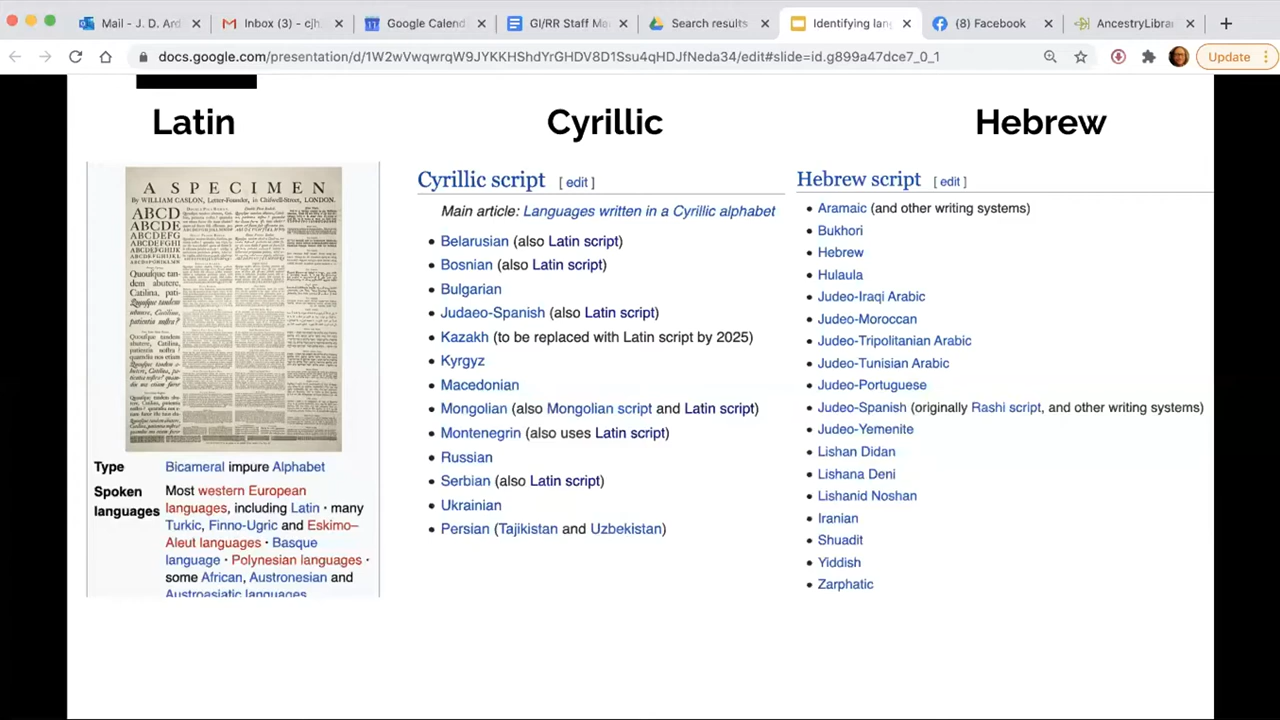 Mail - J. D. Ard
Inbox (3) - cjh
Google Calend
GI/RR Staff Me
Search results
Identifying lan
(8) Facebook
AncestryLibra
docs.google.com/presentation/d/1W2wVwqwrqW9JYKKHShdYrGHDV8D1Ssu4qHDJfNeda34/edit#slide=id.g899a47dce7_0_1
Update
Latin
A SPECIMEN
By WILLIAM CASLON, Letter-Founder, in Chiswell-Street, LONDON.
ABCD
ABCDE
ABCDEFG
Type Bicameral impure Alphabet
Spoken languages Most western European
languages, including Latin · many
Turkic, Finno-Ugric and Eskimo–
Aleut languages · Basque
language · Polynesian languages ·
some African, Austronesian and
Austroasiatic languages
Cyrillic
Cyrillic script [ edit ]
Main article: Languages written in a Cyrillic alphabet
• Belarusian (also Latin script)
• Bosnian (also Latin script)
• Bulgarian
• Judaeo-Spanish (also Latin script)
• Kazakh (to be replaced with Latin script by 2025)
• Kyrgyz
• Macedonian
• Mongolian (also Mongolian script and Latin script)
• Montenegrin (also uses Latin script)
• Russian
• Serbian (also Latin script)
• Ukrainian
• Persian (Tajikistan and Uzbekistan)
Hebrew
Hebrew script [ edit ]
• Aramaic (and other writing systems)
• Bukhori
• Hebrew
• Hulaula
• Judeo-Iraqi Arabic
• Judeo-Moroccan
• Judeo-Tripolitanian Arabic
• Judeo-Tunisian Arabic
• Judeo-Portuguese
• Judeo-Spanish (originally Rashi script, and other writing systems)
• Judeo-Yemenite
• Lishan Didan
• Lishana Deni
• Lishanid Noshan
• Iranian
• Shuadit
• Yiddish
• Zarphatic